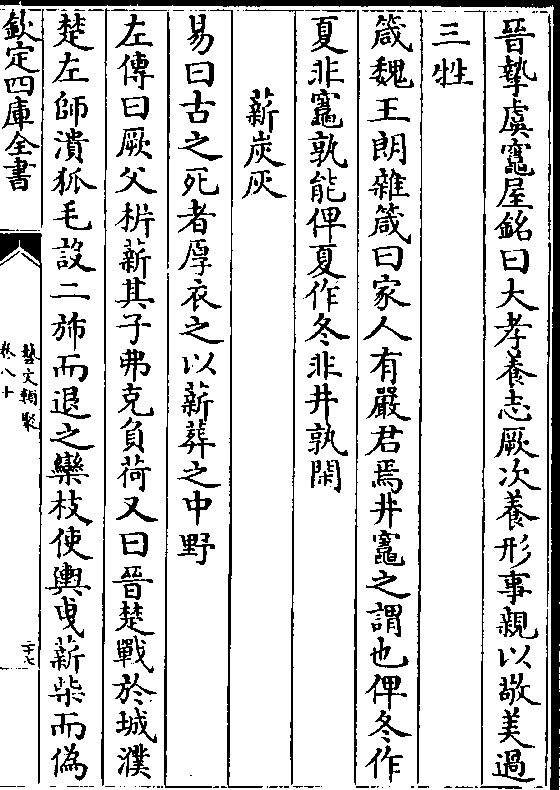 晉摯虞竈屋銘曰大孝養志厥次養形事親以敬美過
三牲
箴魏王朗雜箴曰家人有嚴君焉井竈之謂也俾冬作
夏非竈孰能俾夏作冬非井孰閑
薪炭灰
易曰古之死者厚衣之以薪葬之中野
左傳曰厥父析薪其子弗克負荷又曰晉楚戰於城濮
楚左師潰狐毛設二斾而退之欒枝使輿曵薪柴而偽
欽定四庫全書
藝文類聚
卷八十
二十七